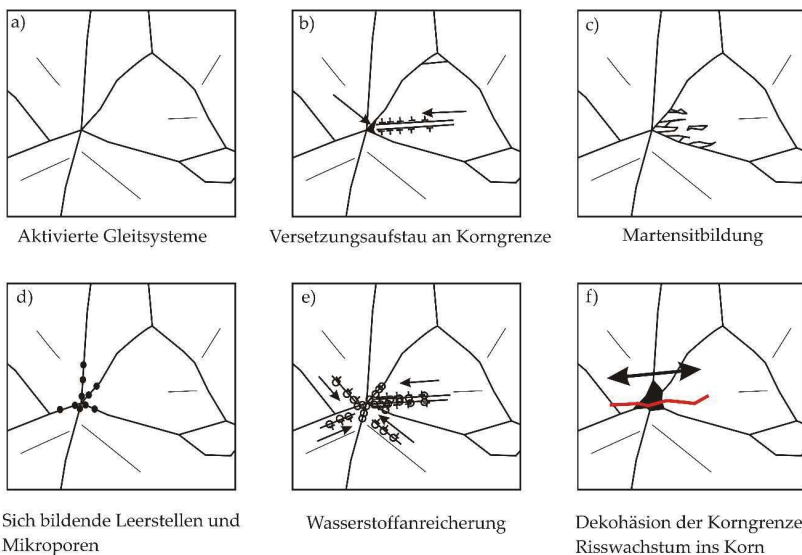 a)
b)
c)
Aktivierte Gleitsysteme
Versetzungsaufstau an Korngrenze
Martensitbildung
d)
e)
f)
Sich bildende Leerstellen und
Mikroporen
Wasserstoffanreicherung
Dekohäsion der Korngrenze
Risswachstum ins Korn